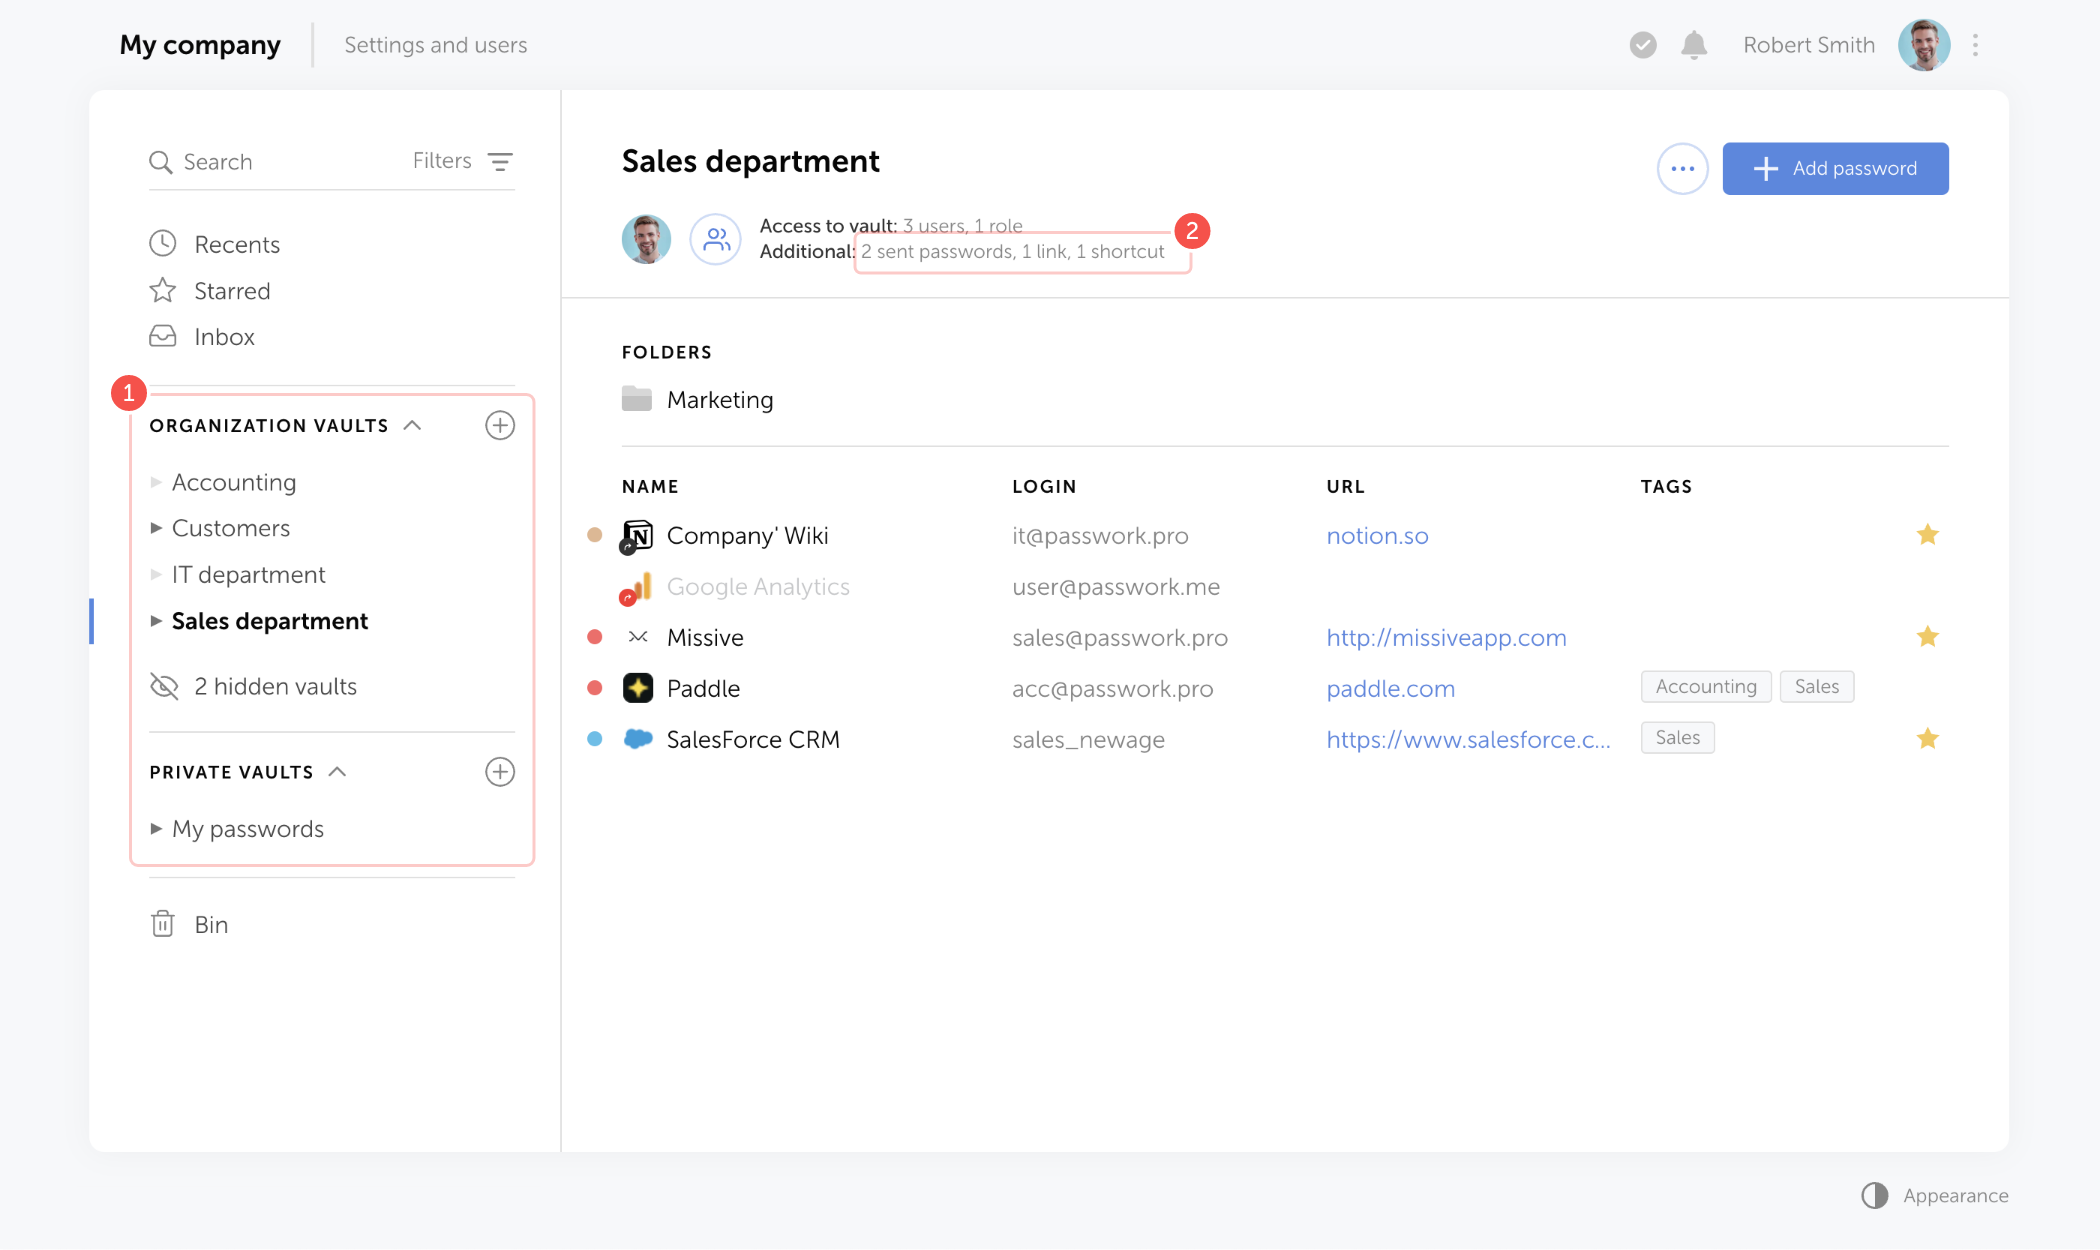 My company
Settings and users
Robert Smith
Search
Filters
Recents
Starred
Inbox
1
ORGANIZATION VAULTS
Accounting
Customers
IT department
Sales department
2 hidden vaults
PRIVATE VAULTS
My passwords
Bin
Sales department
Add password
Access to vault: 3 users, 1 role
Additional: 2 sent passwords, 1 link, 1 shortcut
2
FOLDERS
Marketing
NAME LOGIN URL TAGS
Company' Wiki it@passwork.pro notion.so
Google Analytics user@passwork.me
Missive sales@passwork.pro http://missiveapp.com
Paddle acc@passwork.pro paddle.com Accounting Sales
SalesForce CRM sales_newage https://www.salesforce.c... Sales
Appearance